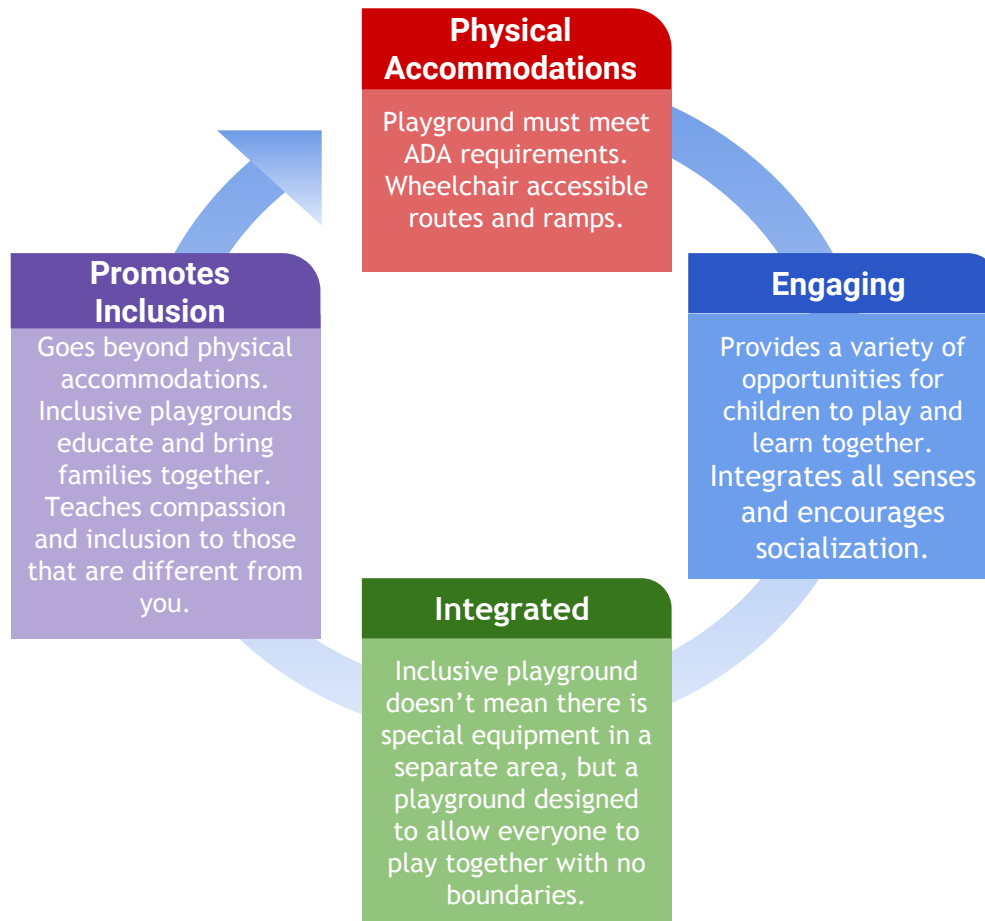 Physical
Accommodations
Playground must meet
ADA requirements.
Wheelchair accessible
routes and ramps.
Engaging
Provides a variety of
opportunities for
children to play and
learn together.
Integrates all senses
and encourages
socialization.
Integrated
Inclusive playground
doesn’t mean there is
special equipment in a
separate area, but a
playground designed
to allow everyone to
play together with no
boundaries.
Promotes
Inclusion
Goes beyond physical
accommodations.
Inclusive playgrounds
educate and bring
families together.
Teaches compassion
and inclusion to those
that are different from
you.